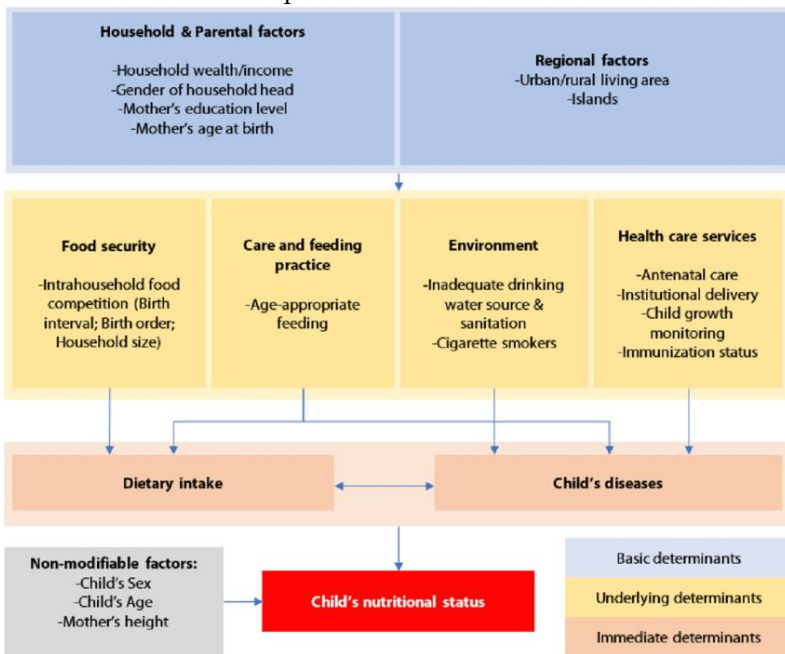 Household & Parental factors
-Household wealth/income
-Gender of household head
-Mother's education level
-Mother's age at birth
Regional factors
-Urban/rural living area
-Islands
Food security
-Intrahousehold food
competition (Birth
interval; Birth order;
Household size)
Care and feeding
practice
-Age-appropriate
feeding
Environment
-Inadequate drinking
water source &
sanitation
-Cigarette smokers
Health care services
-Antenatal care
-Institutional delivery
-Child growth
monitoring
-Immunization status
Dietary intake
Child's diseases
Non-modifiable factors:
-Child's Sex
-Child's Age
-Mother's height
Child's nutritional status
Basic determinants
Underlying determinants
Immediate determinants